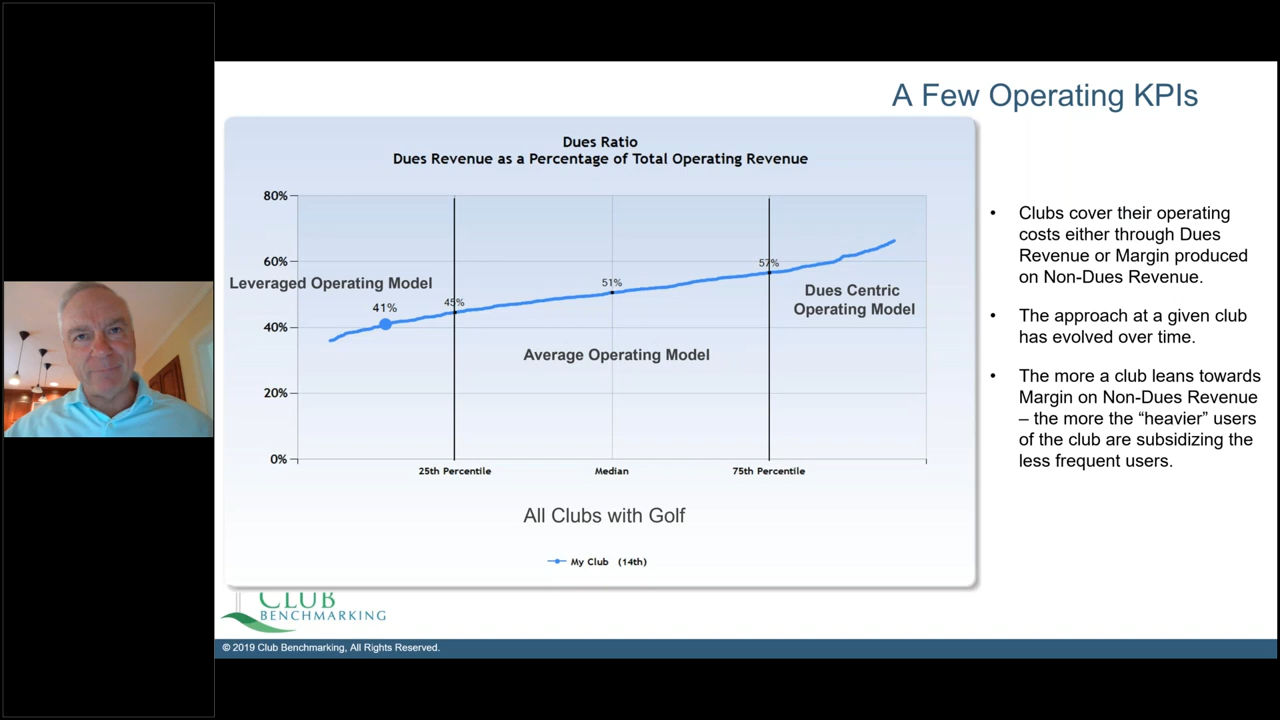 A Few Operating KPIs
Dues Ratio
Dues Revenue as a Percentage of Total Operating Revenue
80%
60%
40%
20%
0%
Leveraged Operating Model
41%
45%
51%
57%
Dues Centric
Operating Model
Average Operating Model
25th Percentile
Median
75th Percentile
All Clubs with Golf
My Club (14th)
• Clubs cover their operating
costs either through Dues
Revenue or Margin produced
on Non-Dues Revenue.
• The approach at a given club
has evolved over time.
• The more a club leans towards
Margin on Non-Dues Revenue
– the more the “heavier” users
of the club are subsidizing the
less frequent users.
CLUB
BENCHMARKING
© 2019 Club Benchmarking, All Rights Reserved.